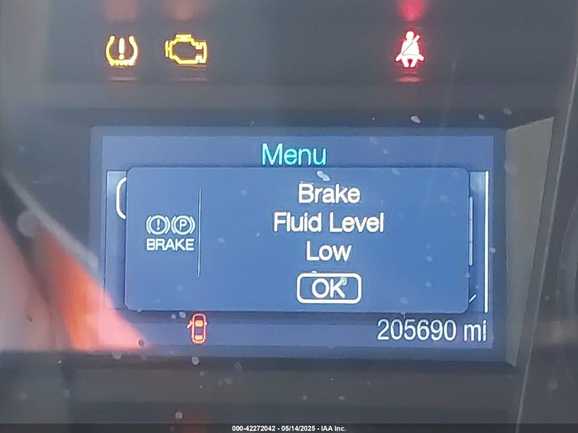 Menu
Brake
Fluid Level
Low
(!) (P)
BRAKE
OK
205690 mi
000-42272042 - 05/14/2025 - IAA Inc.